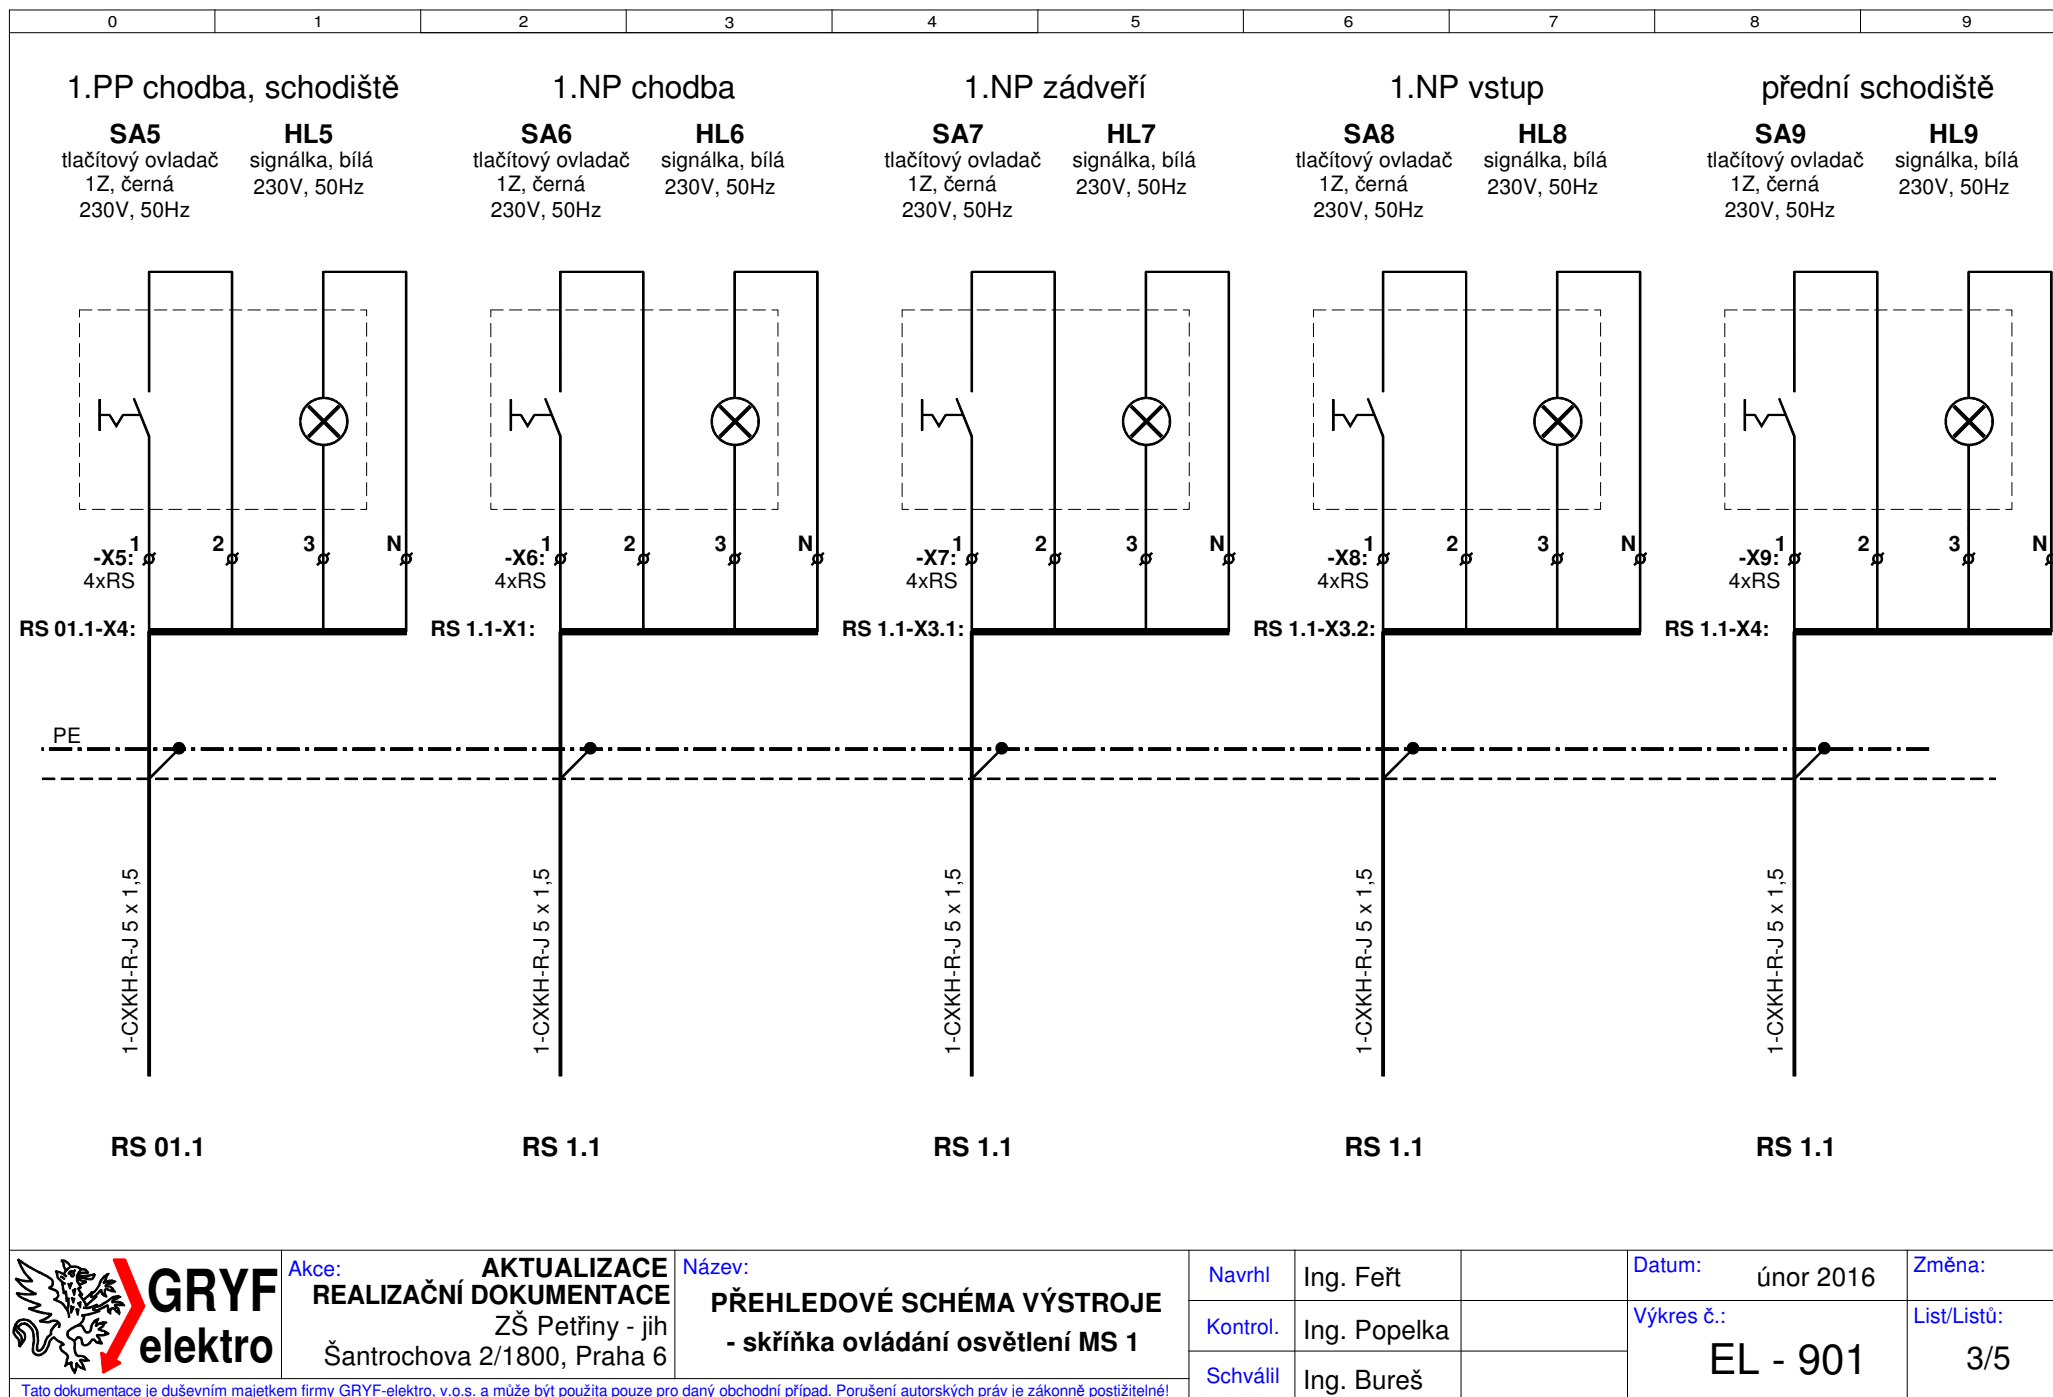 0 1 2 3 4 5 6 7 8 9
1.PP chodba, schodiště
SA5 HL5
tlačítový ovladač signálka, bílá
1Z, černá 230V, 50Hz
230V, 50Hz
1.NP chodba
SA6 HL6
tlačítový ovladač signálka, bílá
1Z, černá 230V, 50Hz
230V, 50Hz
1.NP zádveří
SA7 HL7
tlačítový ovladač signálka, bílá
1Z, černá 230V, 50Hz
230V, 50Hz
1.NP vstup
SA8 HL8
tlačítový ovladač signálka, bílá
1Z, černá 230V, 50Hz
230V, 50Hz
přední schodiště
SA9 HL9
tlačítový ovladač signálka, bílá
1Z, černá 230V, 50Hz
230V, 50Hz
-X5: 1 2 3 N
4xRS
RS 01.1-X4:
-X6: 1 2 3 N
4xRS
RS 1.1-X1:
-X7: 1 2 3 N
4xRS
RS 1.1-X3.1:
-X8: 1 2 3 N
4xRS
RS 1.1-X3.2:
-X9: 1 2 3 N
4xRS
RS 1.1-X4:
PE
1-CXKH-R-J 5 x 1,5
1-CXKH-R-J 5 x 1,5
1-CXKH-R-J 5 x 1,5
1-CXKH-R-J 5 x 1,5
1-CXKH-R-J 5 x 1,5
RS 01.1 RS 1.1 RS 1.1 RS 1.1 RS 1.1
GRYF
elektro
Akce: AKTUALIZACE
REALIZAČNÍ DOKUMENTACE
ZŠ Petřiny - jih
Šantrochova 2/1800, Praha 6
Název:
PŘEHLEDOVÉ SCHÉMA VÝSTROJE
- skříňka ovládání osvětlení MS 1
Navrhl Ing. Feřt
Kontrol. Ing. Popelka
Schválil Ing. Bureš
Datum: únor 2016
Změna:
Výkres č.:
EL - 901
List/Listů:
3/5
Tato dokumentace je duševním majetkem firmy GRYF-elektro, v.o.s. a může být použita pouze pro daný obchodní případ. Porušení autorských práv je zákonně postižitelné!